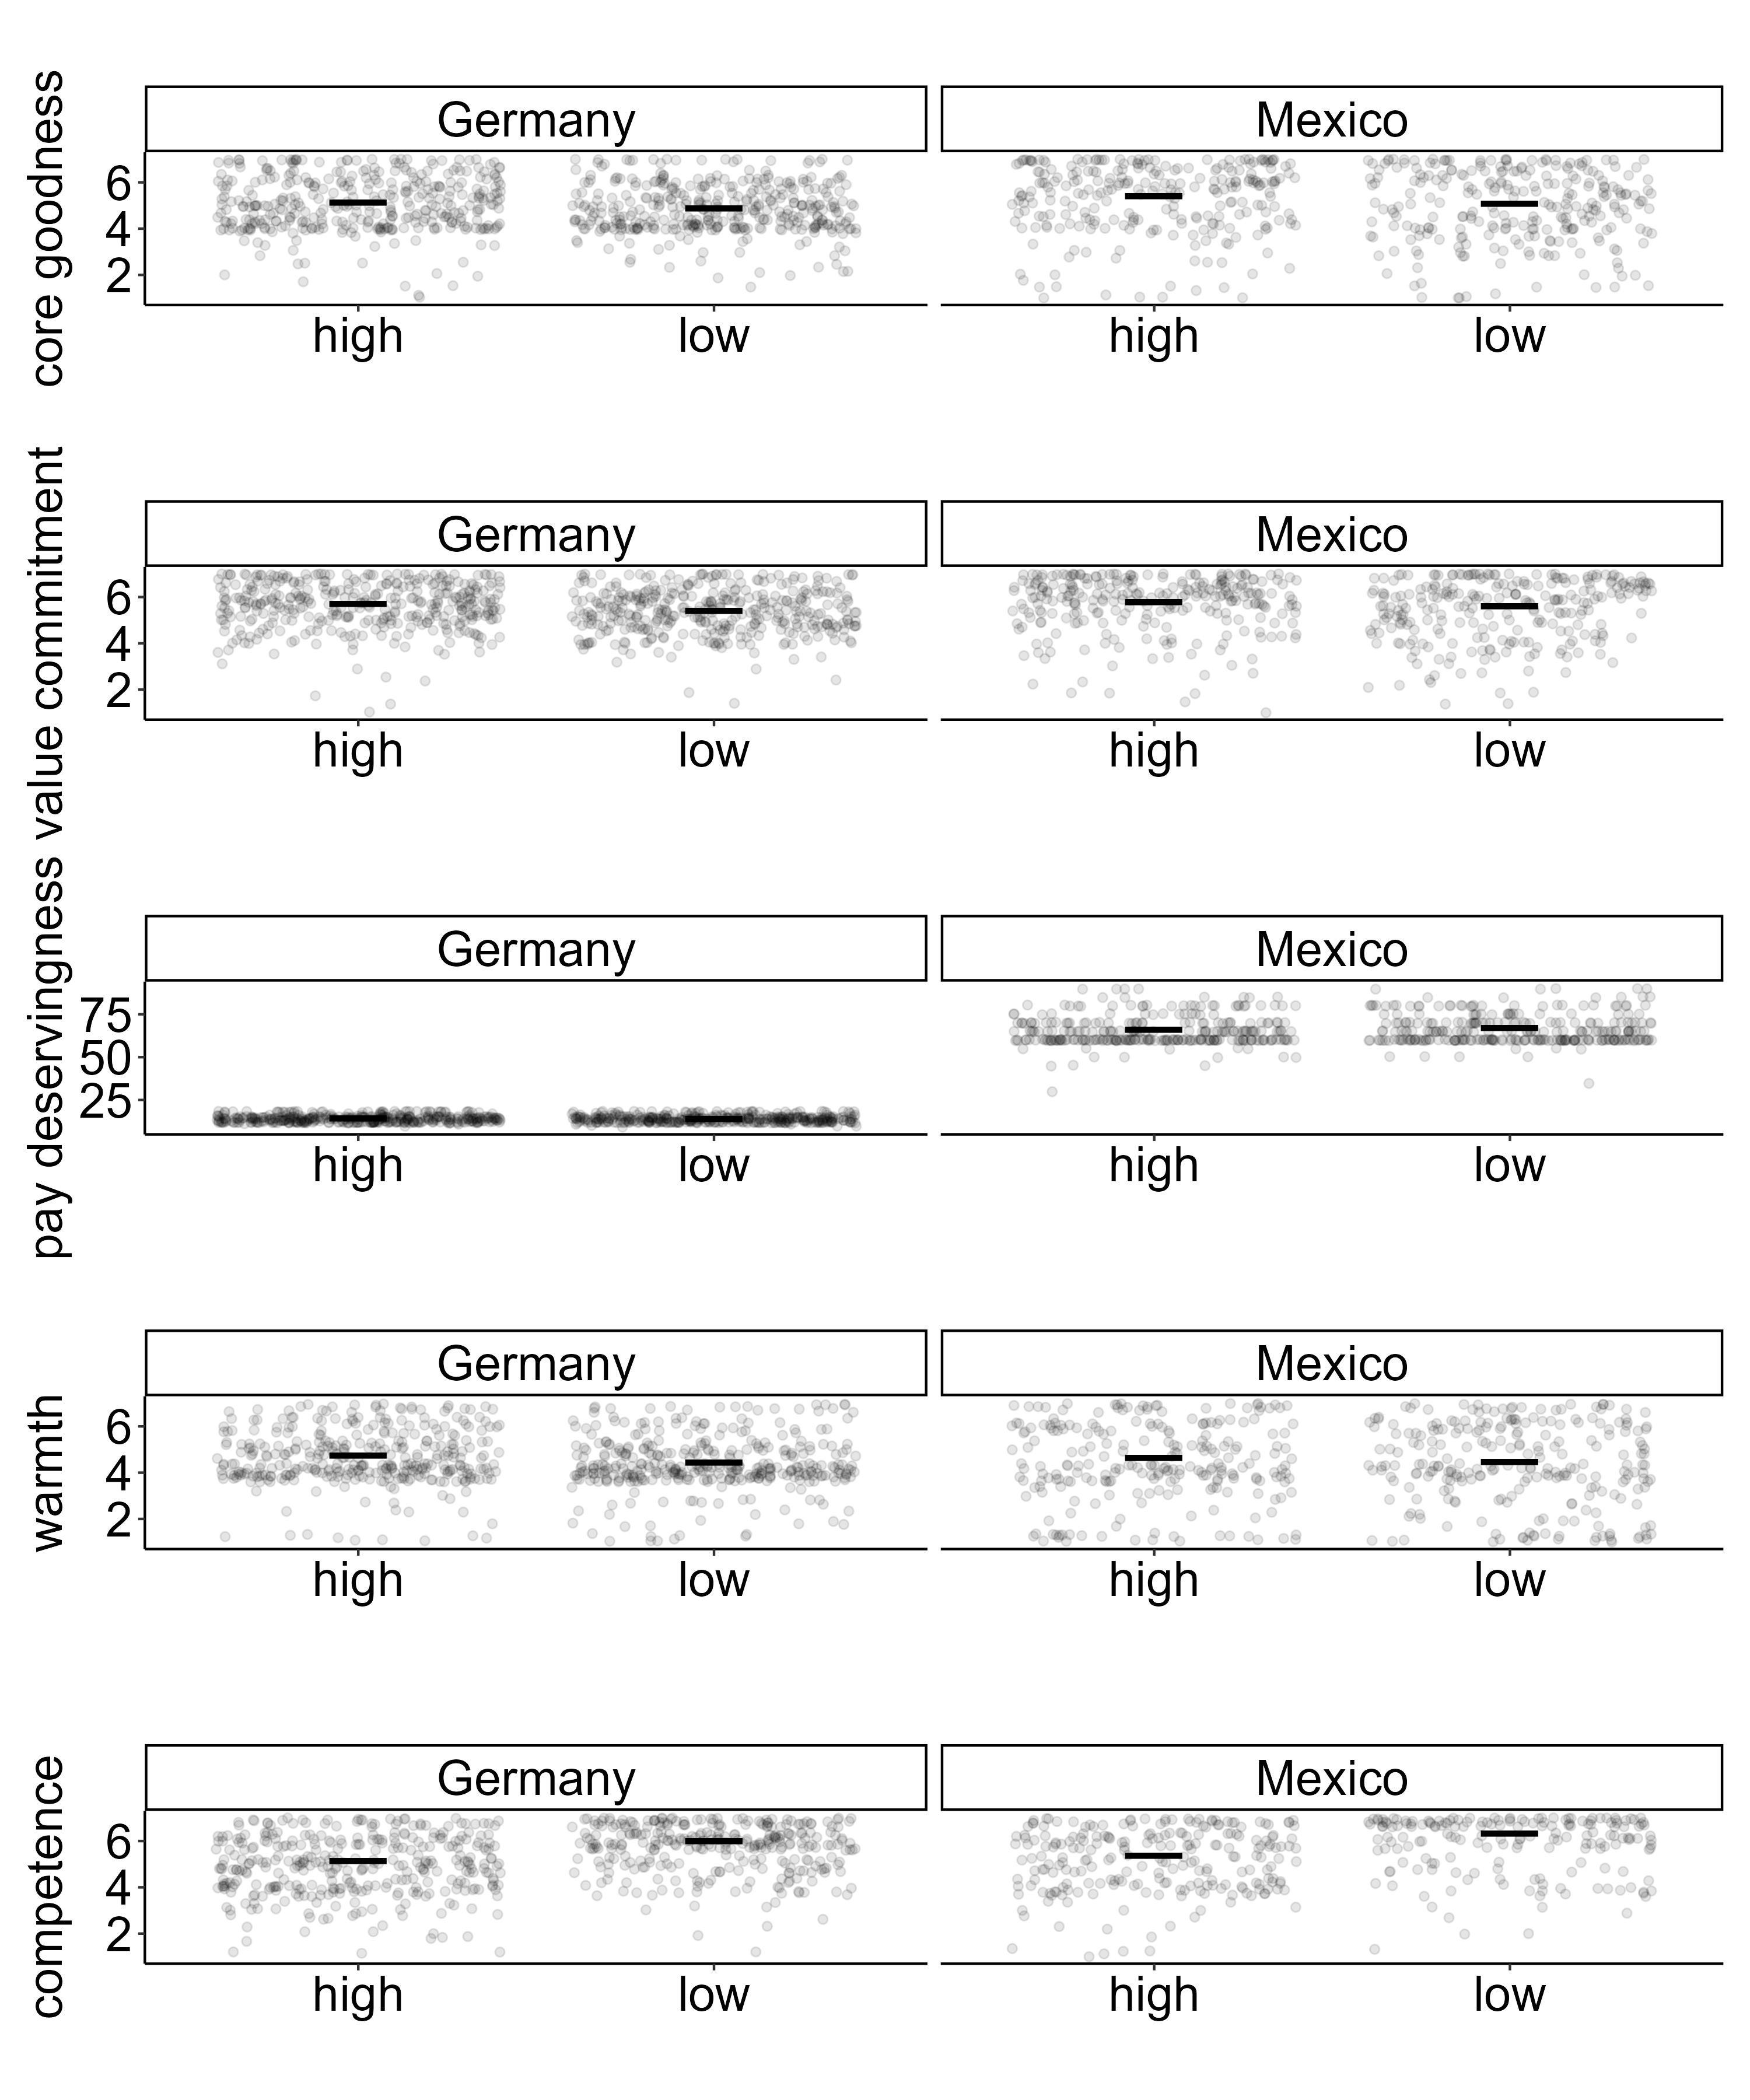 core goodness
Germany
Mexico
6
4
2
high
low
high
low
value commitment
Germany
Mexico
6
4
2
high
low
high
low
pay deservingness
Germany
Mexico
75
50
25
high
low
high
low
warmth
Germany
Mexico
6
4
2
high
low
high
low
competence
Germany
Mexico
6
4
2
high
low
high
low